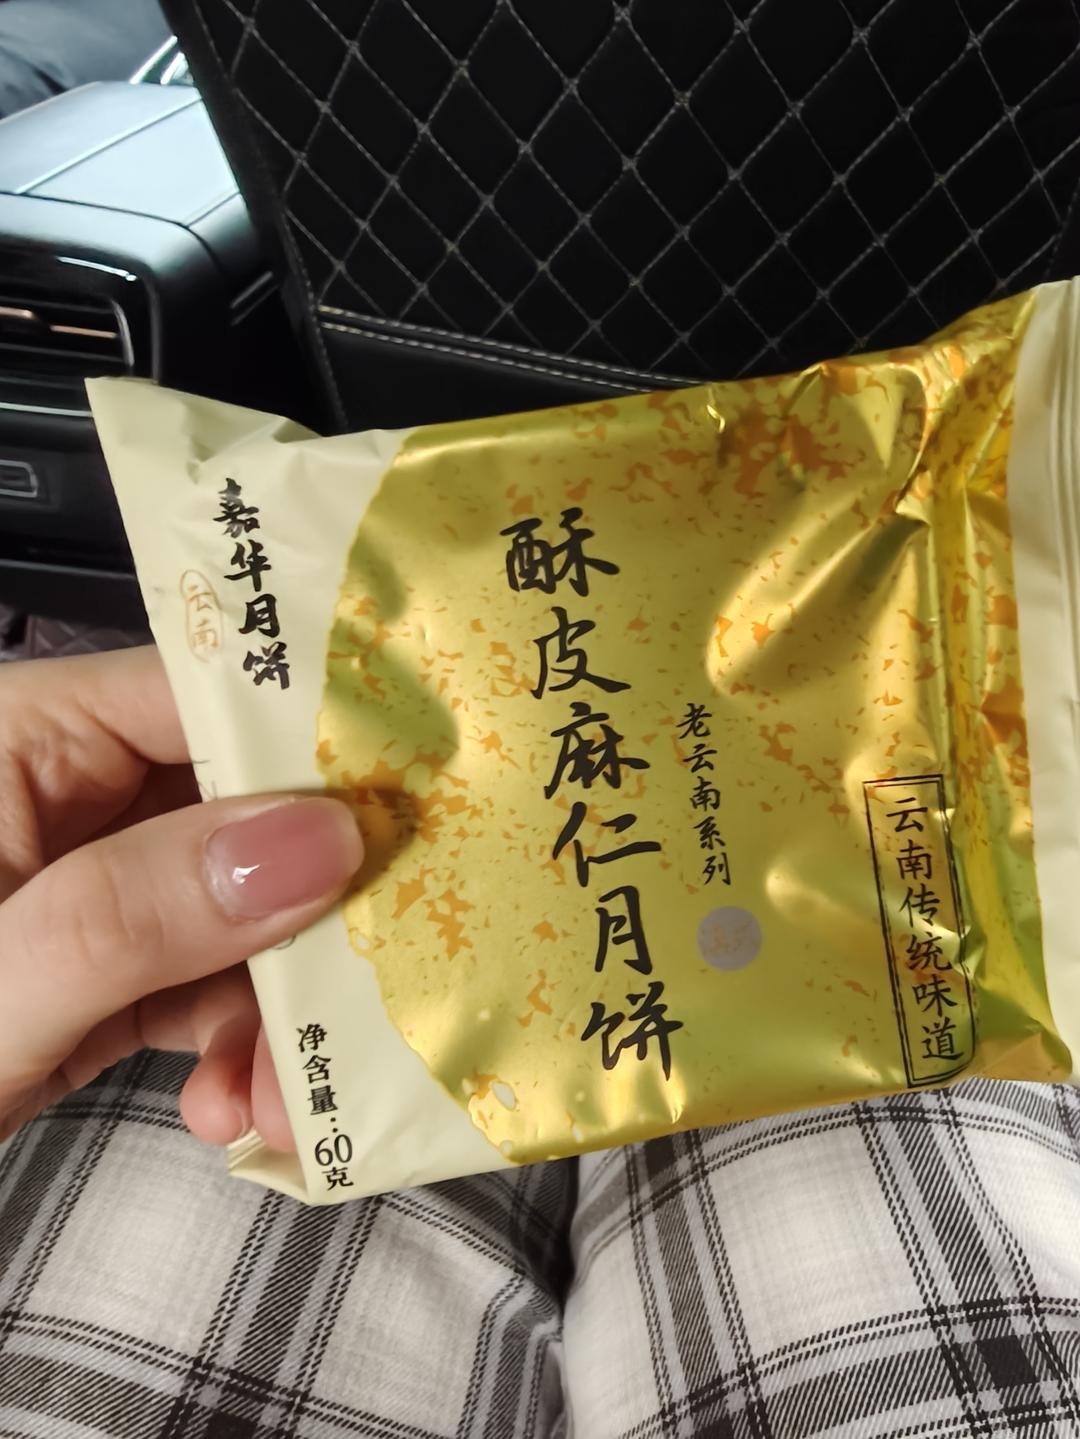 嘉华月饼
云南
酥皮麻仁月饼
老云南系列
云南传统味道
净含量：60克